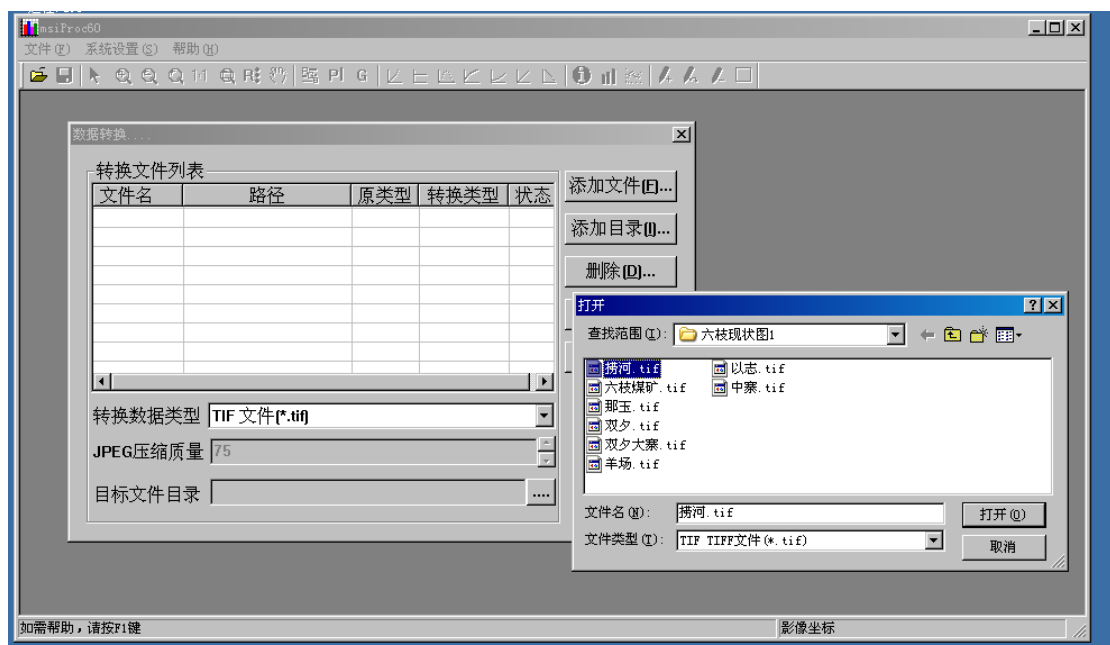 msiProc60
文件(F) 系统设置(S) 帮助(H)
1:1 Pl G
数据转换....
转换文件列表
文件名 路径 原类型 转换类型 状态
添加文件(F)...
添加目录(I)...
删除(D)...
转换数据类型 TIF 文件(*.tif)
JPEG压缩质量 75
目标文件目录 ....
打开
查找范围(I): 六枝现状图1
捞河.tif 以志.tif
六枝煤矿.tif 中寨.tif
那玉.tif
双夕.tif
双夕大寨.tif
羊场.tif
文件名(N): 捞河.tif 打开(O)
文件类型(T): TIF TIFF文件(*.tif) 取消
如需帮助，请按F1键 影像坐标